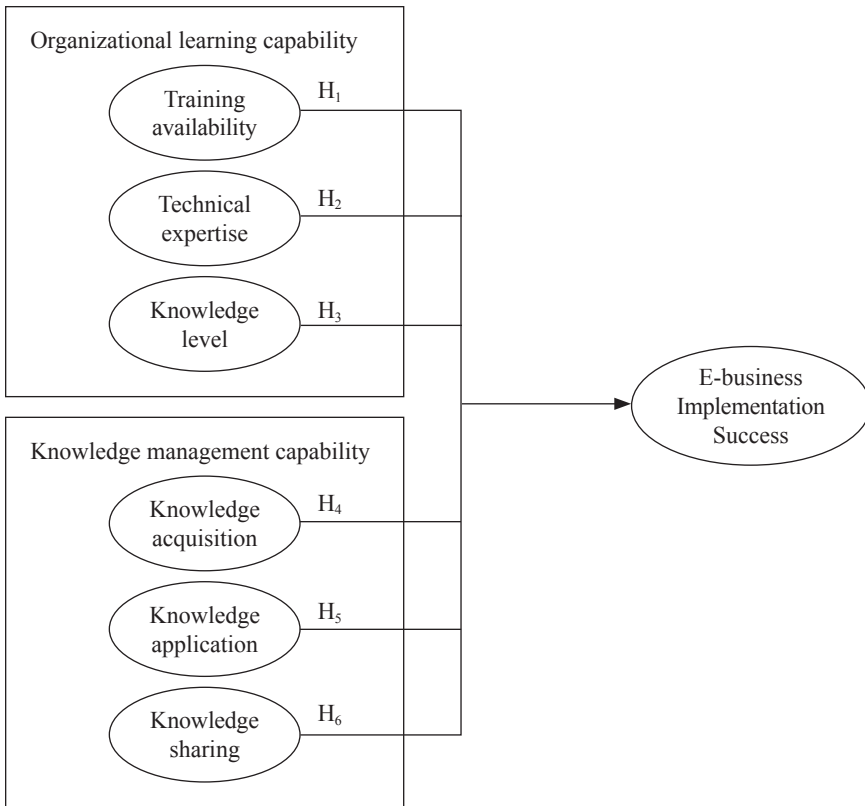 Organizational learning capability
Training
availability
H₁
Technical
expertise
H₂
Knowledge
level
H₃
Knowledge management capability
Knowledge
acquisition
H₄
Knowledge
application
H₅
Knowledge
sharing
H₆
E-business
Implementation
Success